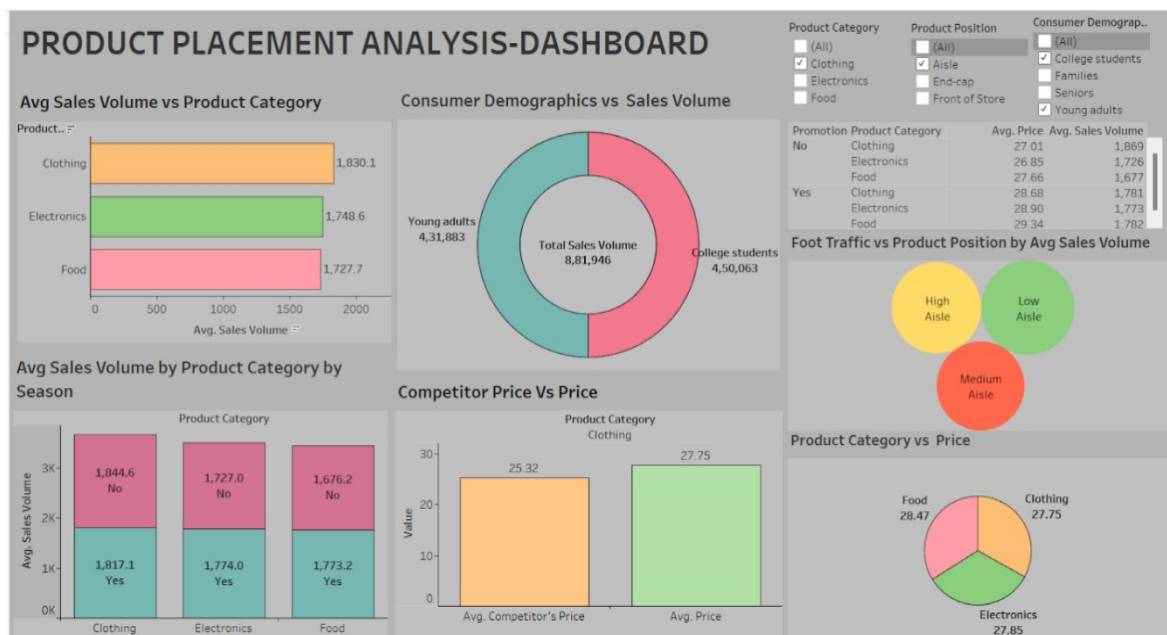 PRODUCT PLACEMENT ANALYSIS-DASHBOARD
Product Category
(All)
Clothing
Electronics
Food
Product Position
(All)
Aisle
End-cap
Front of Store
Consumer Demograp..
(All)
College students
Families
Seniors
Young adults
Avg Sales Volume vs Product Category
Product..
Clothing
1,830.1
Electronics
1,748.6
Food
1,727.7
0 500 1000 1500 2000
Avg. Sales Volume
Consumer Demographics vs Sales Volume
Young adults
4,31,883
Total Sales Volume
8,81,946
College students
4,50,063
Promotion Product Category Avg. Price Avg. Sales Volume
No Clothing 27.01 1,869
Electronics 26.85 1,726
Food 27.66 1,677
Yes Clothing 28.68 1,781
Electronics 28.90 1,773
Food 29.34 1,782
Foot Traffic vs Product Position by Avg Sales Volume
High
Aisle
Low
Aisle
Medium
Aisle
Avg Sales Volume by Product Category by
Season
Product Category
Avg. Sales Volume
3K
2K
1K
0K
1,844.6
No
1,727.0
No
1,676.2
No
1,817.1
Yes
1,774.0
Yes
1,773.2
Yes
Clothing Electronics Food
Competitor Price Vs Price
Product Category
Clothing
Value
30
20
10
0
25.32
27.75
Avg. Competitor's Price Avg. Price
Product Category vs Price
Food
28.47
Clothing
27.75
Electronics
27.85